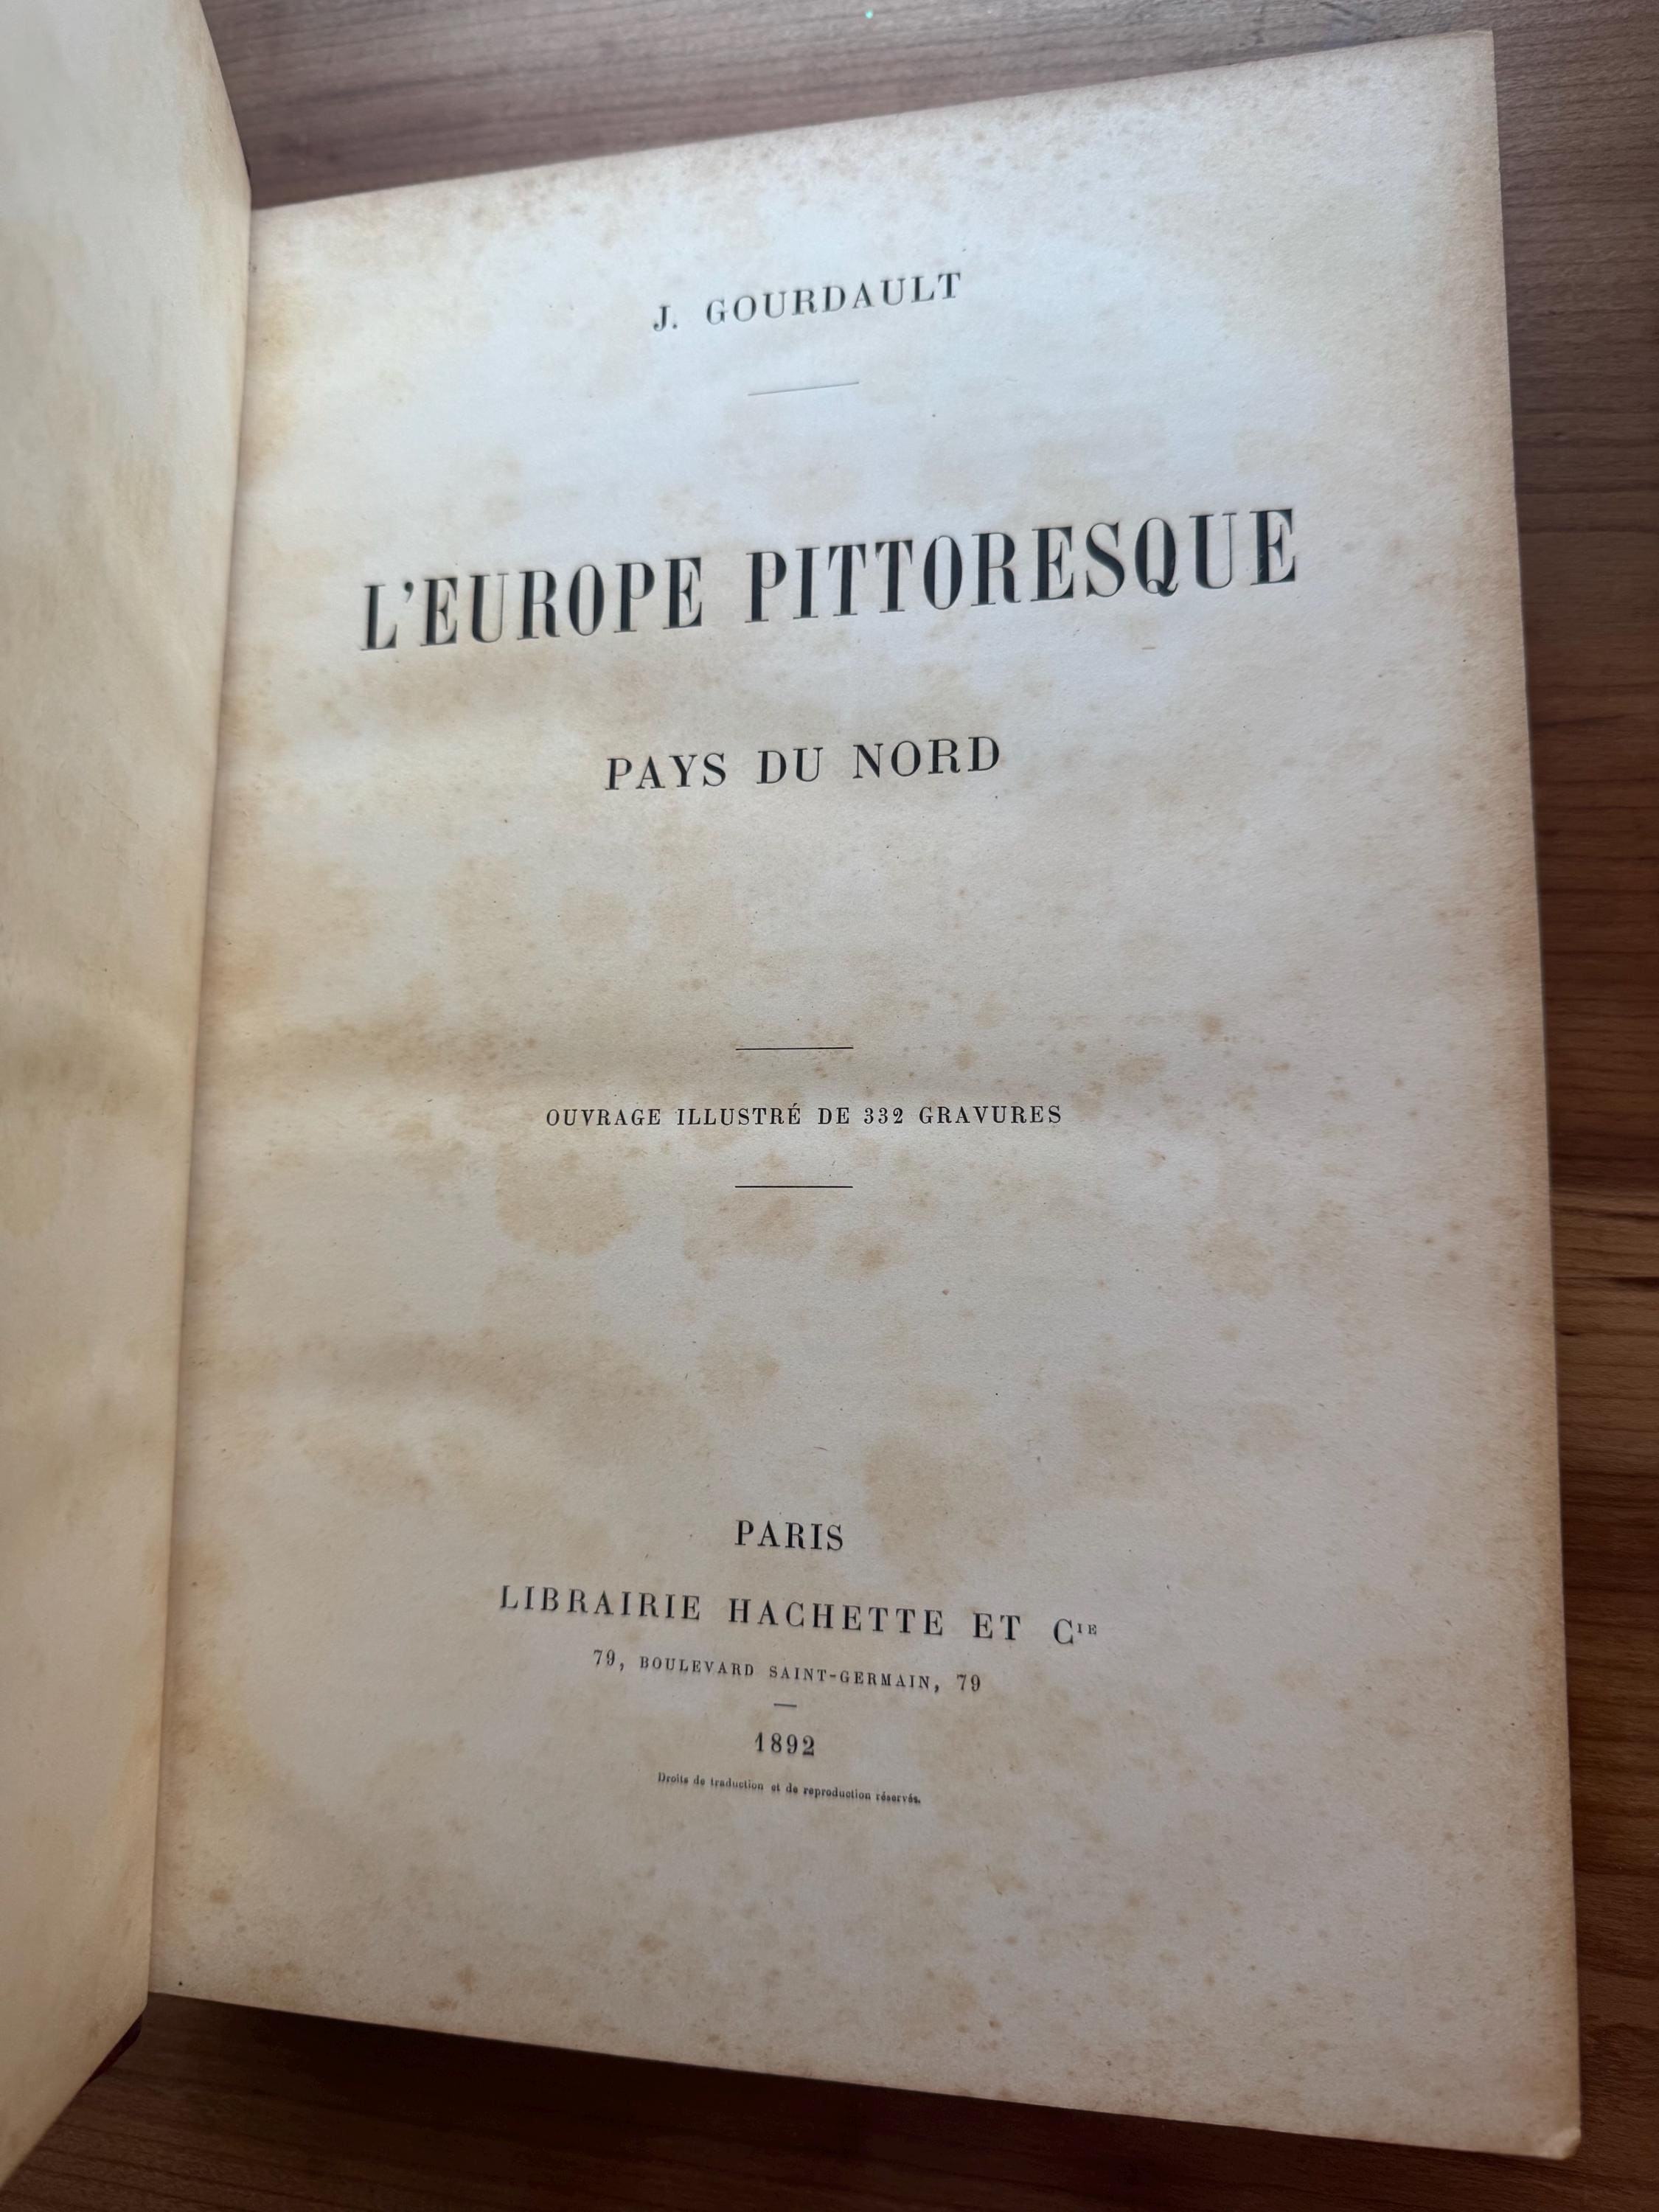 J. GOURDAULT
L'EUROPE PITTORESQUE
PAYS DU NORD
OUVRAGE ILLUSTRÉ DE 332 GRAVURES
PARIS
LIBRAIRIE HACHETTE ET CIE
79, BOULEVARD SAINT-GERMAIN, 79
1892
Droits de traduction et de reproduction réservés.